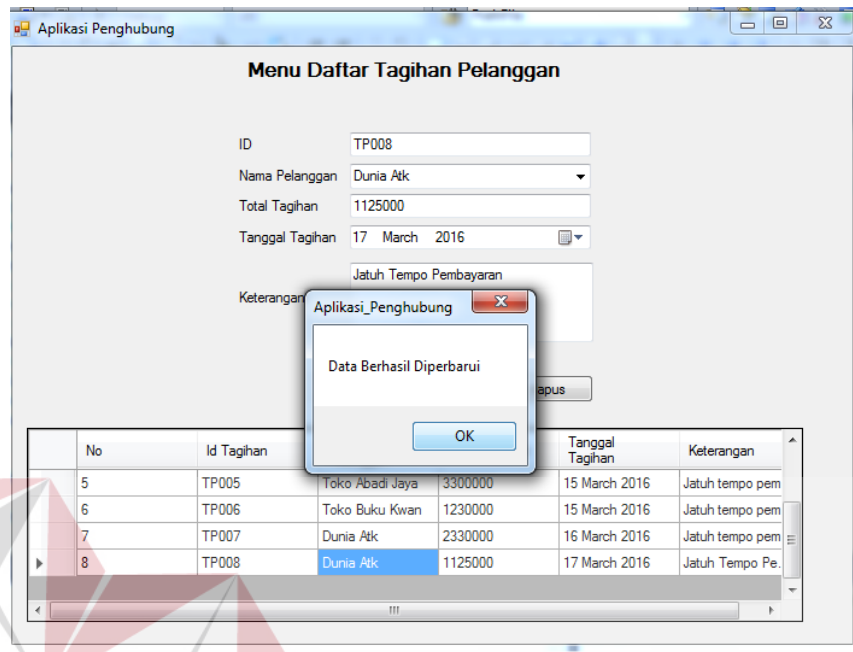 Aplikasi Penghubung
Menu Daftar Tagihan Pelanggan
ID TP008
Nama Pelanggan Dunia Atk
Total Tagihan 1125000
Tanggal Tagihan 17 March 2016
Jatuh Tempo Pembayaran
Keterangan
Aplikasi_Penghubung
Data Berhasil Diperbarui
apus
OK
No Id Tagihan Tanggal Tagihan Keterangan
5 TP005 Toko Abadi Jaya 3300000 15 March 2016 Jatuh tempo pem
6 TP006 Toko Buku Kwan 1230000 15 March 2016 Jatuh tempo pem
7 TP007 Dunia Atk 2330000 16 March 2016 Jatuh tempo pem
8 TP008 Dunia Atk 1125000 17 March 2016 Jatuh Tempo Pe.